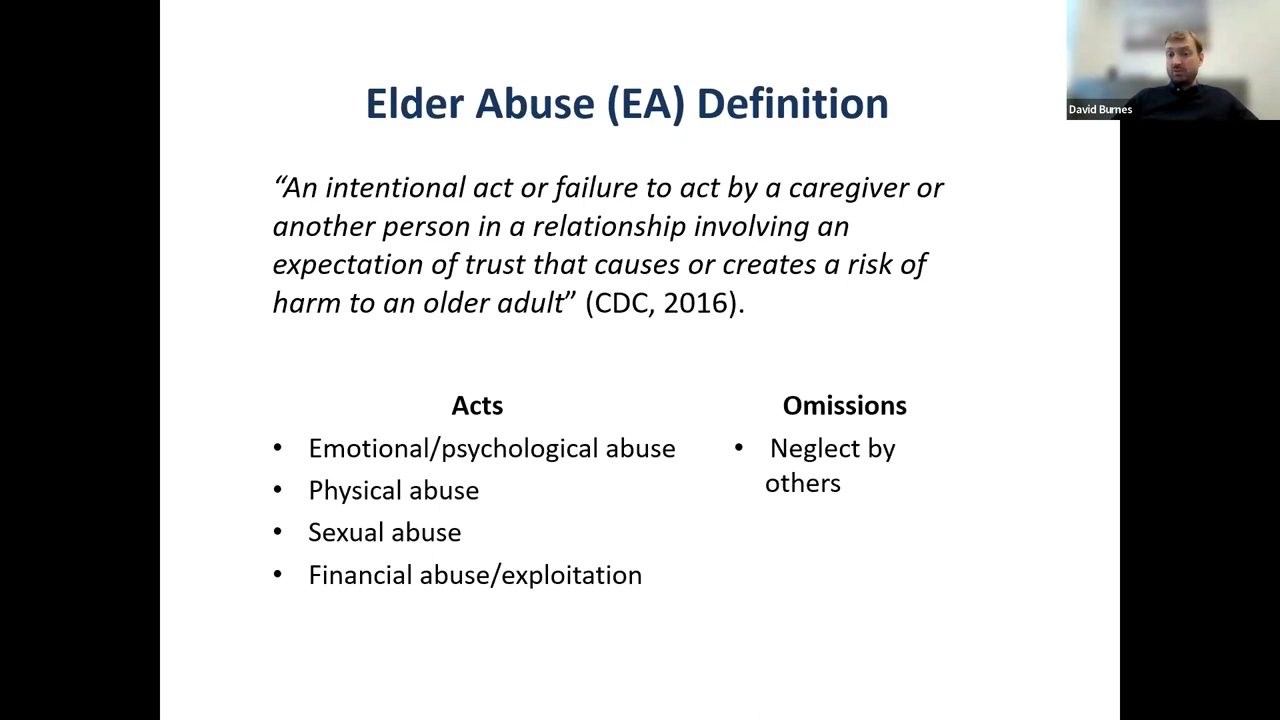 Elder Abuse (EA) Definition
“An intentional act or failure to act by a caregiver or
another person in a relationship involving an
expectation of trust that causes or creates a risk of
harm to an older adult” (CDC, 2016).
Acts
• Emotional/psychological abuse
• Physical abuse
• Sexual abuse
• Financial abuse/exploitation
Omissions
• Neglect by
others
David Burnes